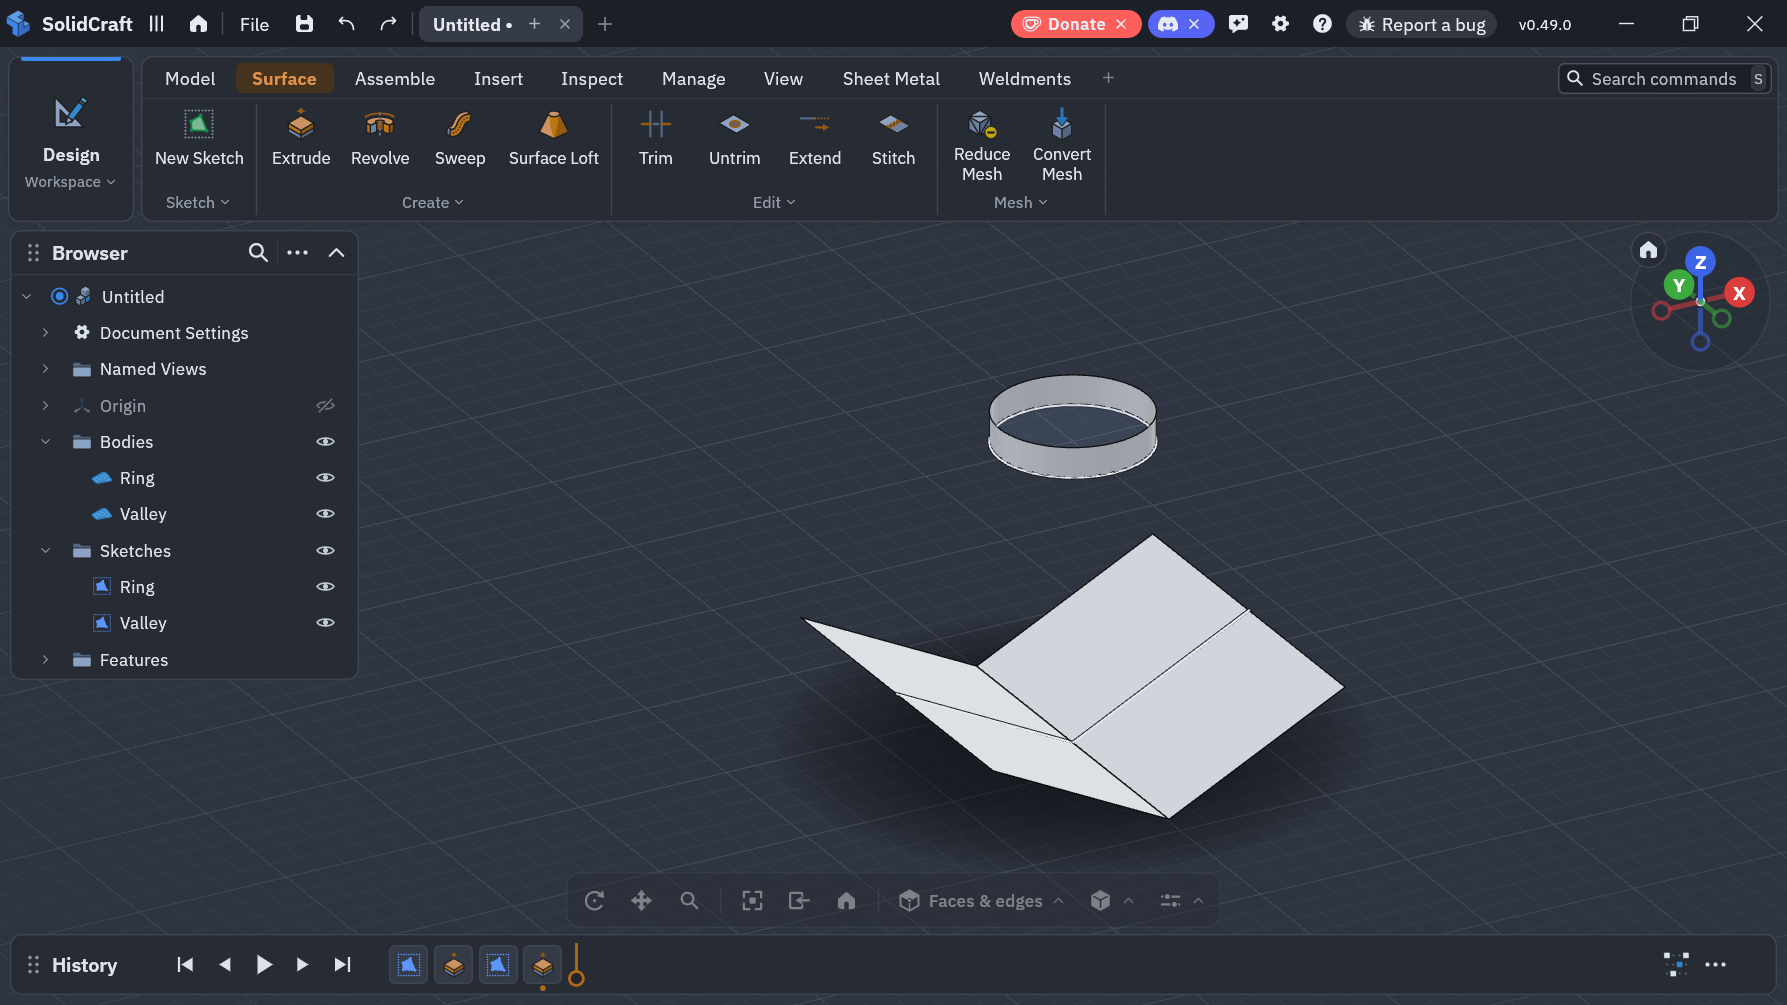 SolidCraft
File
Untitled •
Donate
Report a bug
v0.49.0
Design
Workspace
Model
Surface
Assemble
Insert
Inspect
Manage
View
Sheet Metal
Weldments
Search commands
S
New Sketch
Extrude
Revolve
Sweep
Surface Loft
Trim
Untrim
Extend
Stitch
Reduce
Mesh
Convert
Mesh
Sketch
Create
Edit
Mesh
Browser
Untitled
Document Settings
Named Views
Origin
Bodies
Ring
Valley
Sketches
Ring
Valley
Features
Z
Y
X
Faces & edges
History